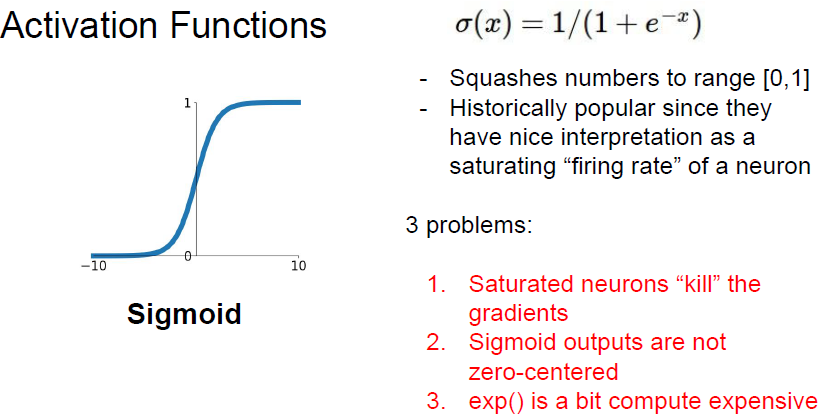 Activation Functions
1
0
−10
10
Sigmoid
σ(x) = 1/(1 + e⁻ˣ)
- Squashes numbers to range [0,1]
- Historically popular since they
have nice interpretation as a
saturating “firing rate” of a neuron
3 problems:
1. Saturated neurons “kill” the
gradients
2. Sigmoid outputs are not
zero-centered
3. exp() is a bit compute expensive